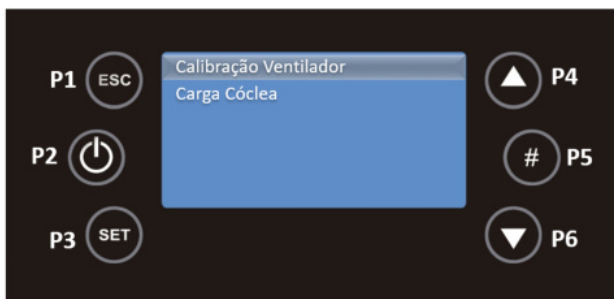 P1 ESC
Calibração Ventilador
P4
Carga Cóclea
P2
# P5
P3 SET
P6